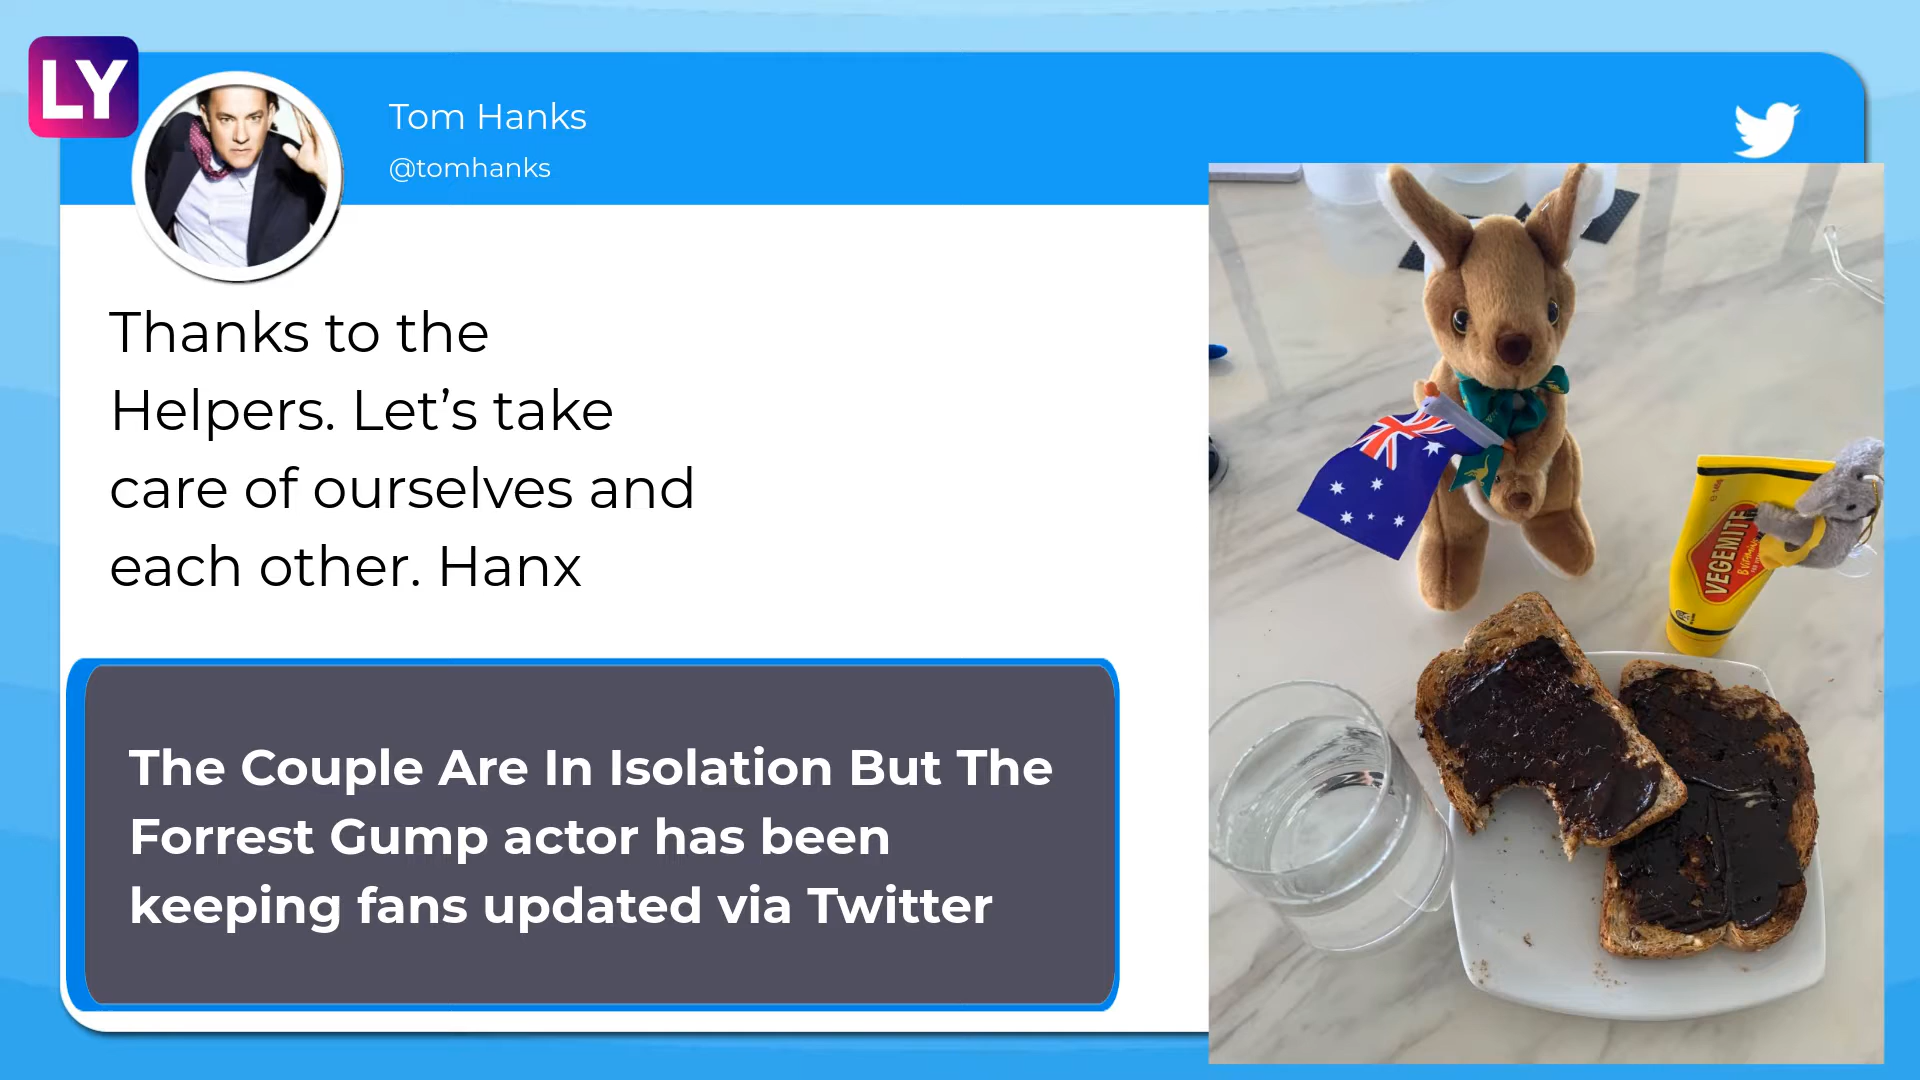 LY
Tom Hanks
@tomhanks
Thanks to the
Helpers. Let’s take
care of ourselves and
each other. Hanx
VEGEMITE
The Couple Are In Isolation But The
Forrest Gump actor has been
keeping fans updated via Twitter